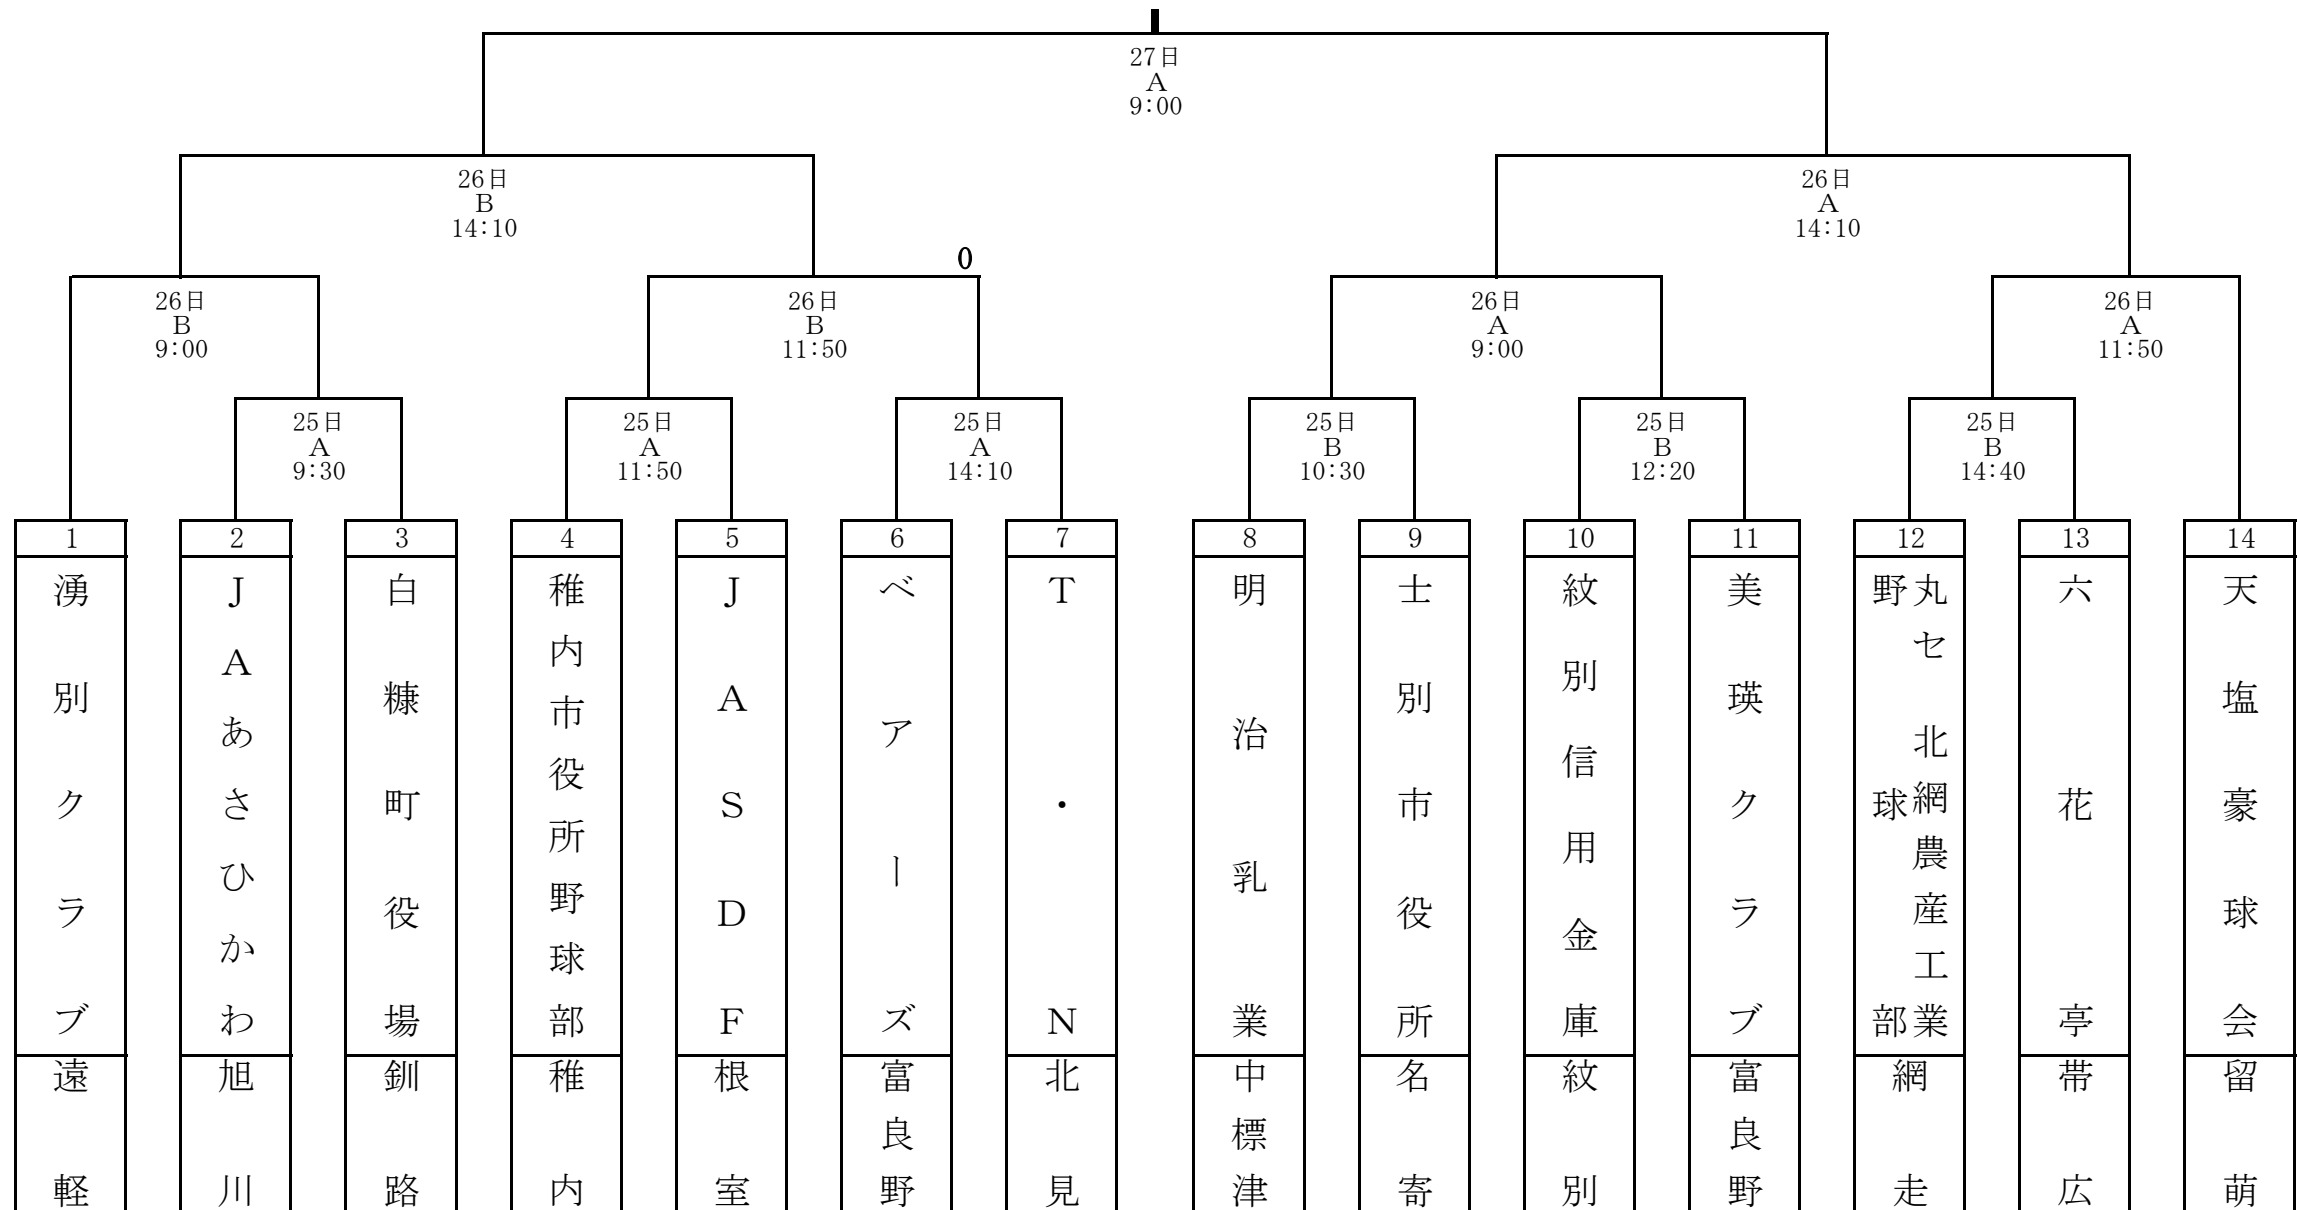 27日
A
9:00
26日
B
14:10
26日
A
14:10
0
26日
B
9:00
26日
B
11:50
26日
A
9:00
26日
A
11:50
25日
A
9:30
25日
A
11:50
25日
A
14:10
25日
B
10:30
25日
B
12:20
25日
B
14:40
1
湧別クラブ
遠軽
2
JAあさひかわ
旭川
3
白糠町役場
釧路
4
稚内市役所野球部
稚内
5
JASDF
根室
6
ベアーズ
富良野
7
T・N
北見
8
明治乳業
中標津
9
士別市役所
名寄
10
紋別信用金庫
紋別
11
美瑛クラブ
富良野
12
丸セ北網農産工業
野球部
網走
13
六花亭
帯広
14
天塩豪球会
留萌